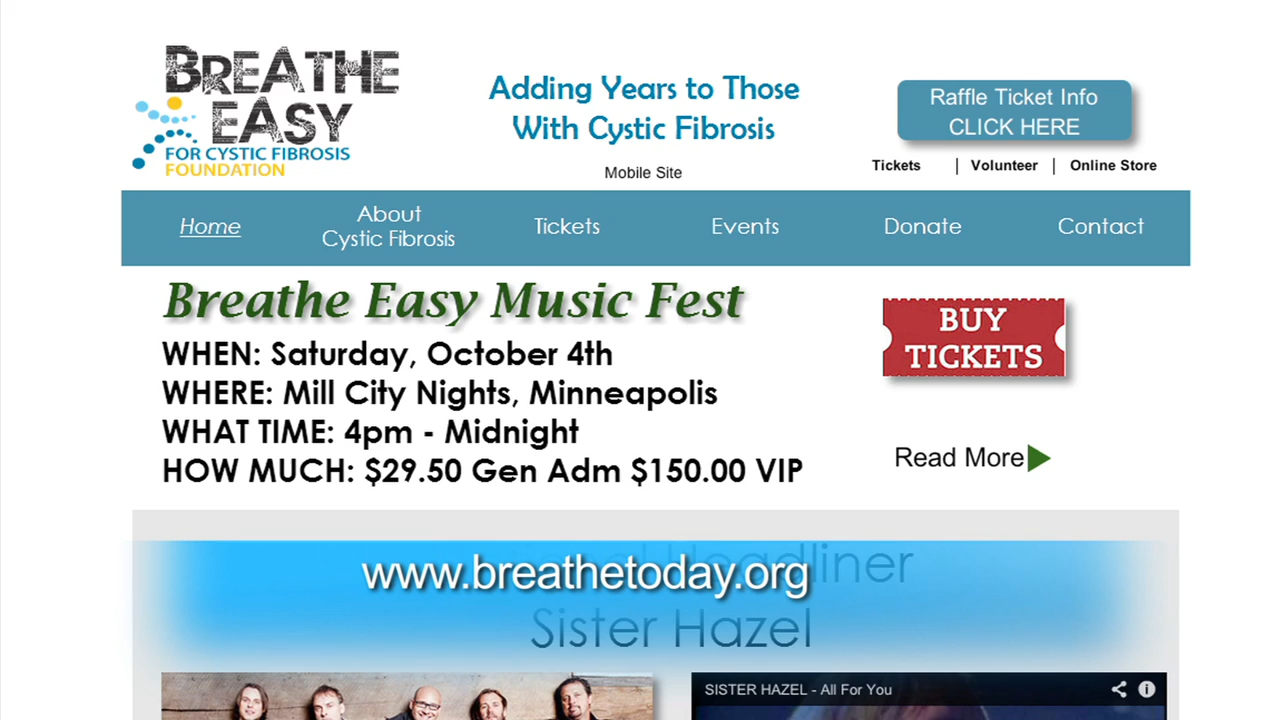 BREATHE
EASY
FOR CYSTIC FIBROSIS
FOUNDATION
Adding Years to Those
With Cystic Fibrosis
Mobile Site
Raffle Ticket Info
CLICK HERE
Tickets | Volunteer | Online Store
Home
About
Cystic Fibrosis
Tickets
Events
Donate
Contact
Breathe Easy Music Fest
WHEN: Saturday, October 4th
WHERE: Mill City Nights, Minneapolis
WHAT TIME: 4pm - Midnight
HOW MUCH: $29.50 Gen Adm $150.00 VIP
BUY
TICKETS
Read More
www.breathetoday.org
Headliner
Sister Hazel
SISTER HAZEL - All For You